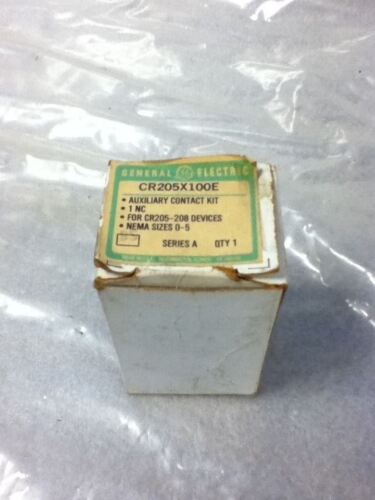 GENERAL GE ELECTRIC
CR205X100E
• AUXILIARY CONTACT KIT
• 1 NC
• FOR CR205-208 DEVICES
• NEMA SIZES 0-5
SERIES A QTY 1